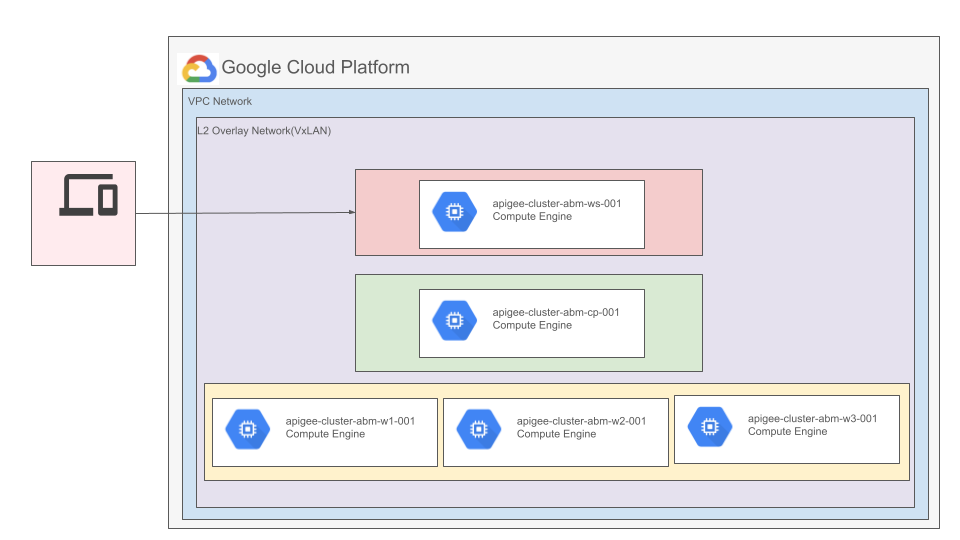 Google Cloud Platform
VPC Network
L2 Overlay Network(VxLAN)
apigee-cluster-abm-ws-001
Compute Engine
apigee-cluster-abm-cp-001
Compute Engine
apigee-cluster-abm-w1-001
Compute Engine
apigee-cluster-abm-w2-001
Compute Engine
apigee-cluster-abm-w3-001
Compute Engine